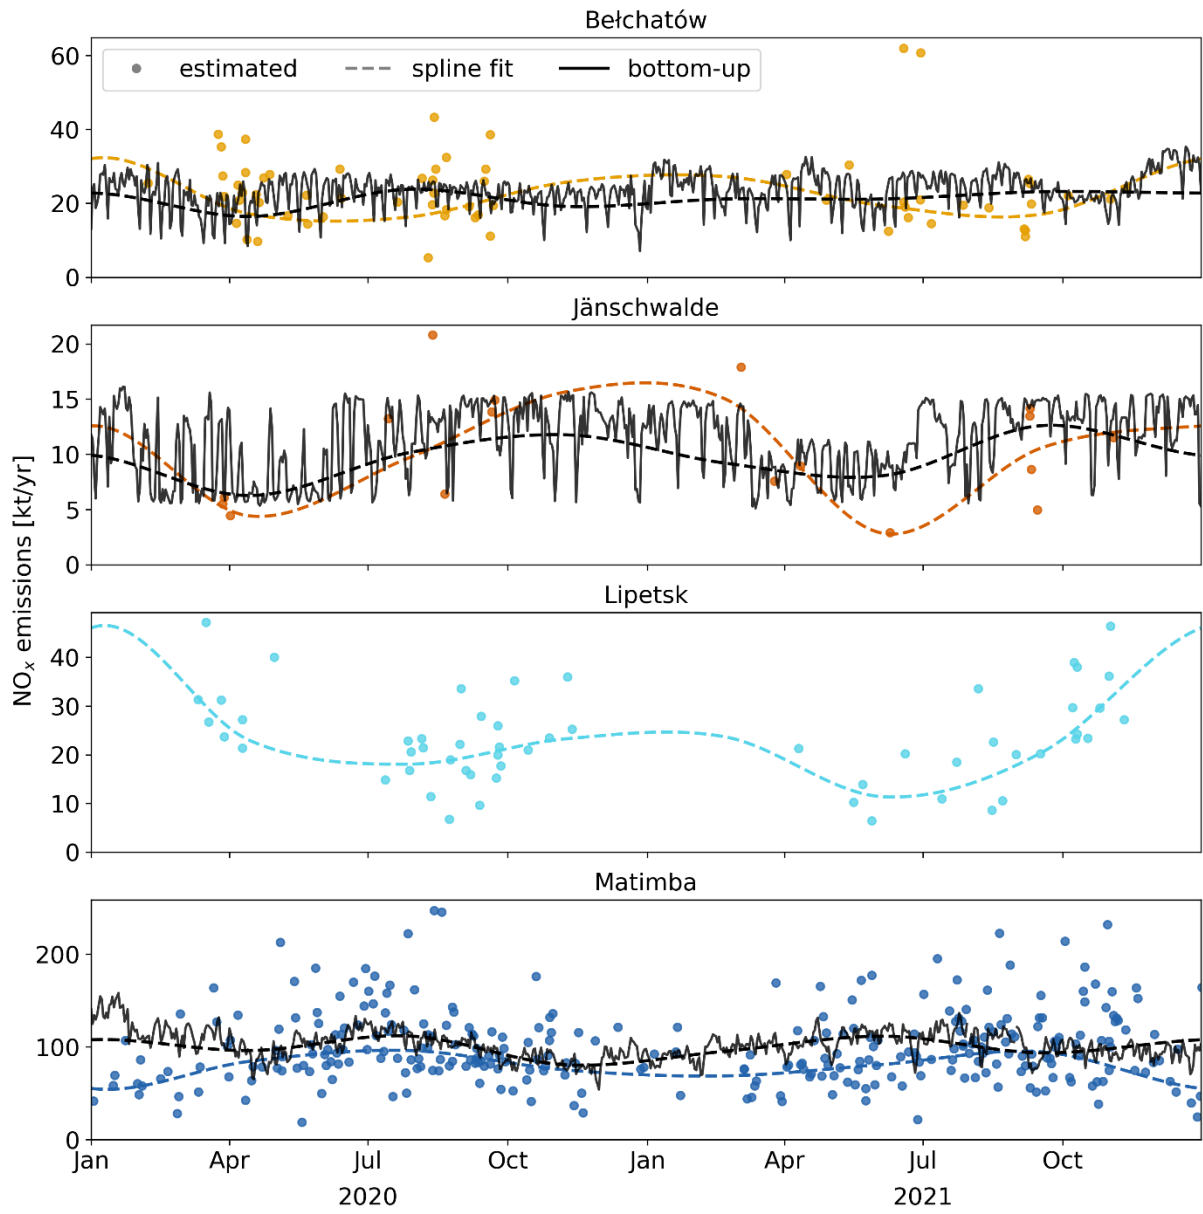 Bełchatów
60
40
20
0
estimated spline fit bottom-up
Jänschwalde
20
15
10
5
0
NOx emissions [kt/yr]
Lipetsk
40
30
20
10
0
Matimba
200
100
0
Jan Apr Jul Oct Jan Apr Jul Oct
2020 2021